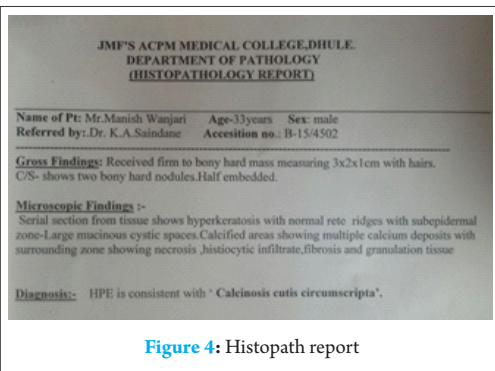 JMF'S ACPM MEDICAL COLLEGE,DHULE.
DEPARTMENT OF PATHOLOGY
(HISTOPATHOLOGY REPORT)
Name of Pt: Mr.Manish Wanjari Age-33years Sex: male
Referred by:.Dr. K.A.Saindane Accesition no.: B-15/4502
Gross Findings: Received firm to bony hard mass measuring 3x2x1cm with hairs.
C/S- shows two bony hard nodules.Half embedded.
Microscopic Findings :-
Serial section from tissue shows hyperkeratosis with normal rete ridges with subepidermal
zone-Large mucinous cystic spaces.Calcified areas showing multiple calcium deposits with
surrounding zone showing necrosis ,histiocytic infiltrate,fibrosis and granulation tissue
Diagnosis:- HPE is consistent with ' Calcinosis cutis circumscripta'.
Figure 4: Histopath report